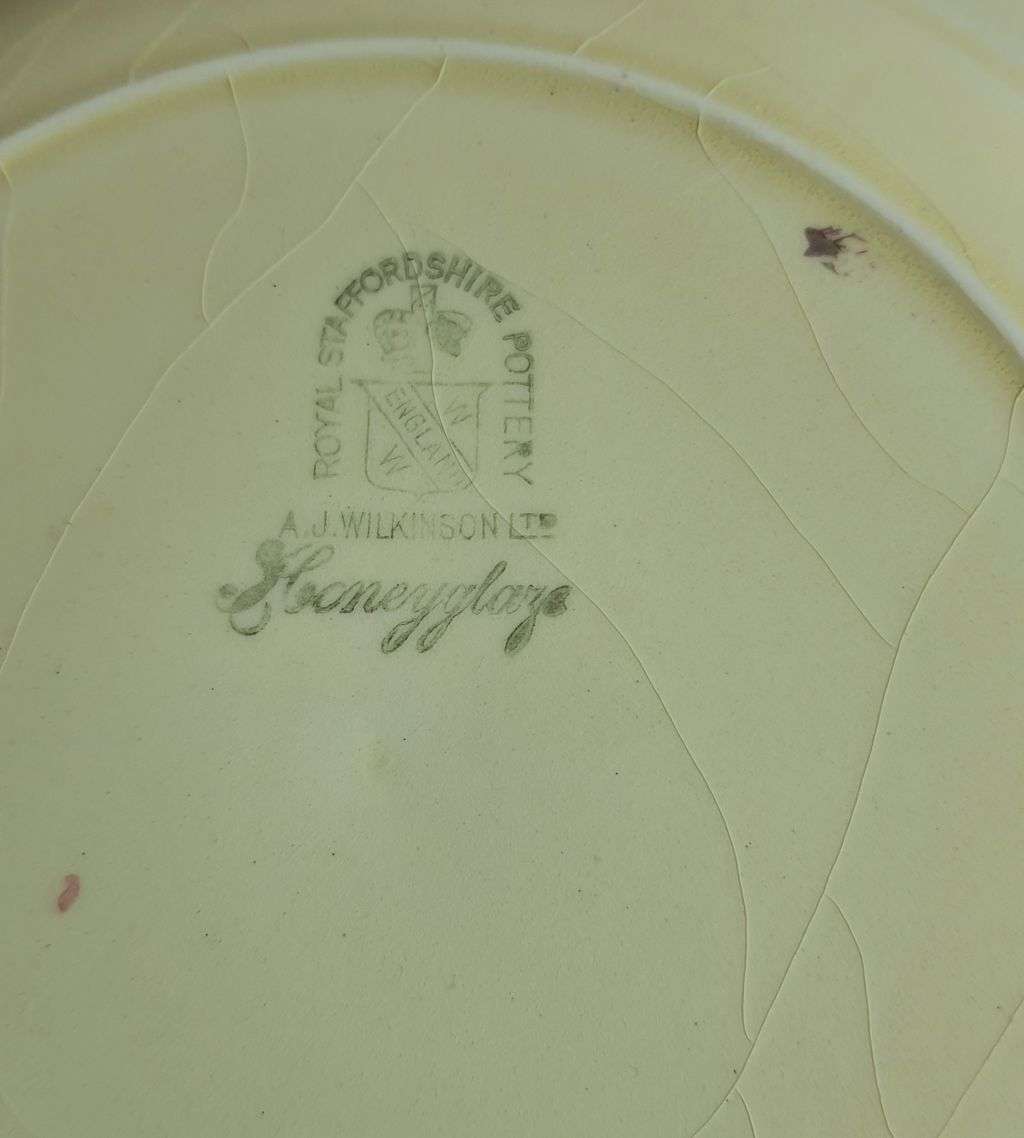 ROYAL STAFFORDSHIRE POTTERY
W
ENGLAND
W
A.J. WILKINSON LTD
Honeyglaze